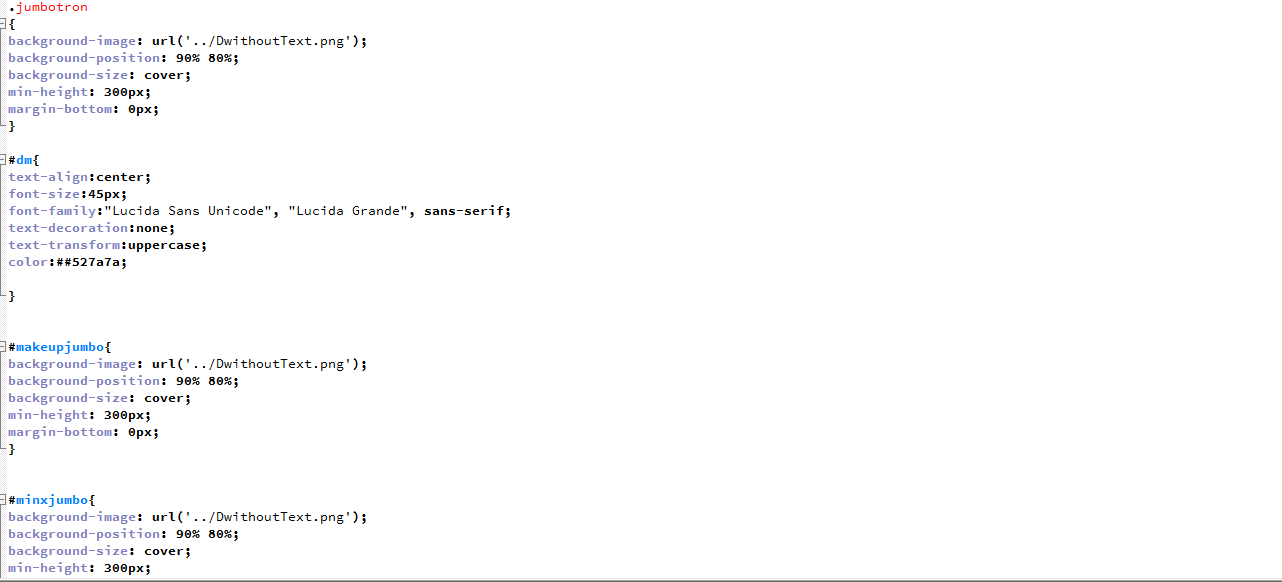 .jumbotron
{
background-image: url('../DwithoutText.png');
background-position: 90% 80%;
background-size: cover;
min-height: 300px;
margin-bottom: 0px;
}
#dm{
text-align:center;
font-size:45px;
font-family:"Lucida Sans Unicode", "Lucida Grande", sans-serif;
text-decoration:none;
text-transform:uppercase;
color:##527a7a;
}
#makeupjumbo{
background-image: url('../DwithoutText.png');
background-position: 90% 80%;
background-size: cover;
min-height: 300px;
margin-bottom: 0px;
}
#minxjumbo{
background-image: url('../DwithoutText.png');
background-position: 90% 80%;
background-size: cover;
min-height: 300px;